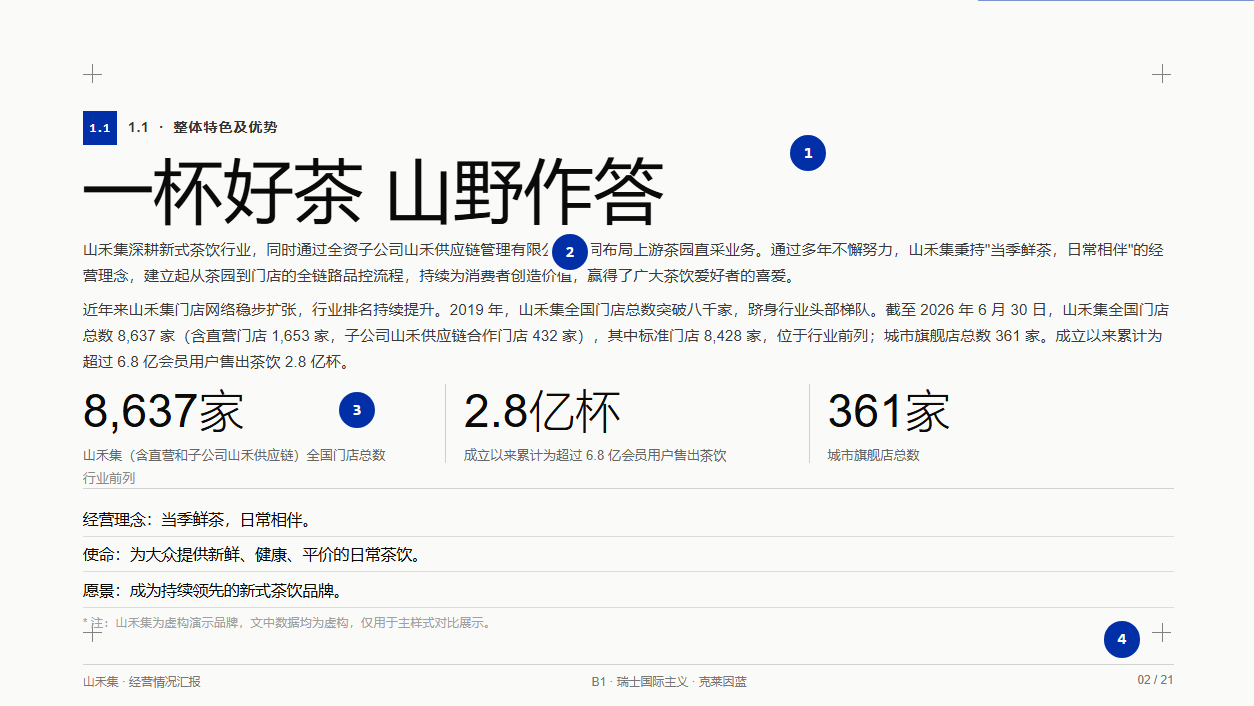 1.1 1.1 · 整体特色及优势
1
一杯好茶 山野作答
山禾集深耕新式茶饮行业，同时通过全资子公司山禾供应链管理有限 2 司布局上游茶园直采业务。通过多年不懈努力，山禾集秉持"当季鲜茶，日常相伴"的经
营理念，建立起从茶园到门店的全链路品控流程，持续为消费者创造价值，赢得了广大茶饮爱好者的喜爱。
近年来山禾集门店网络稳步扩张，行业排名持续提升。2019 年，山禾集全国门店总数突破八千家，跻身行业头部梯队。截至 2026 年 6 月 30 日，山禾集全国门店
总数 8,637 家（含直营门店 1,653 家，子公司山禾供应链合作门店 432 家），其中标准门店 8,428 家，位于行业前列；城市旗舰店总数 361 家。成立以来累计为
超过 6.8 亿会员用户售出茶饮 2.8 亿杯。
8,637家
3
山禾集（含直营和子公司山禾供应链）全国门店总数
行业前列
2.8亿杯
成立以来累计为超过 6.8 亿会员用户售出茶饮
361家
城市旗舰店总数
经营理念：当季鲜茶，日常相伴。
使命：为大众提供新鲜、健康、平价的日常茶饮。
愿景：成为持续领先的新式茶饮品牌。
* 注：山禾集为虚构演示品牌，文中数据均为虚构，仅用于主样式对比展示。
4
山禾集 · 经营情况汇报
B1 · 瑞士国际主义 · 克莱因蓝
02 / 21